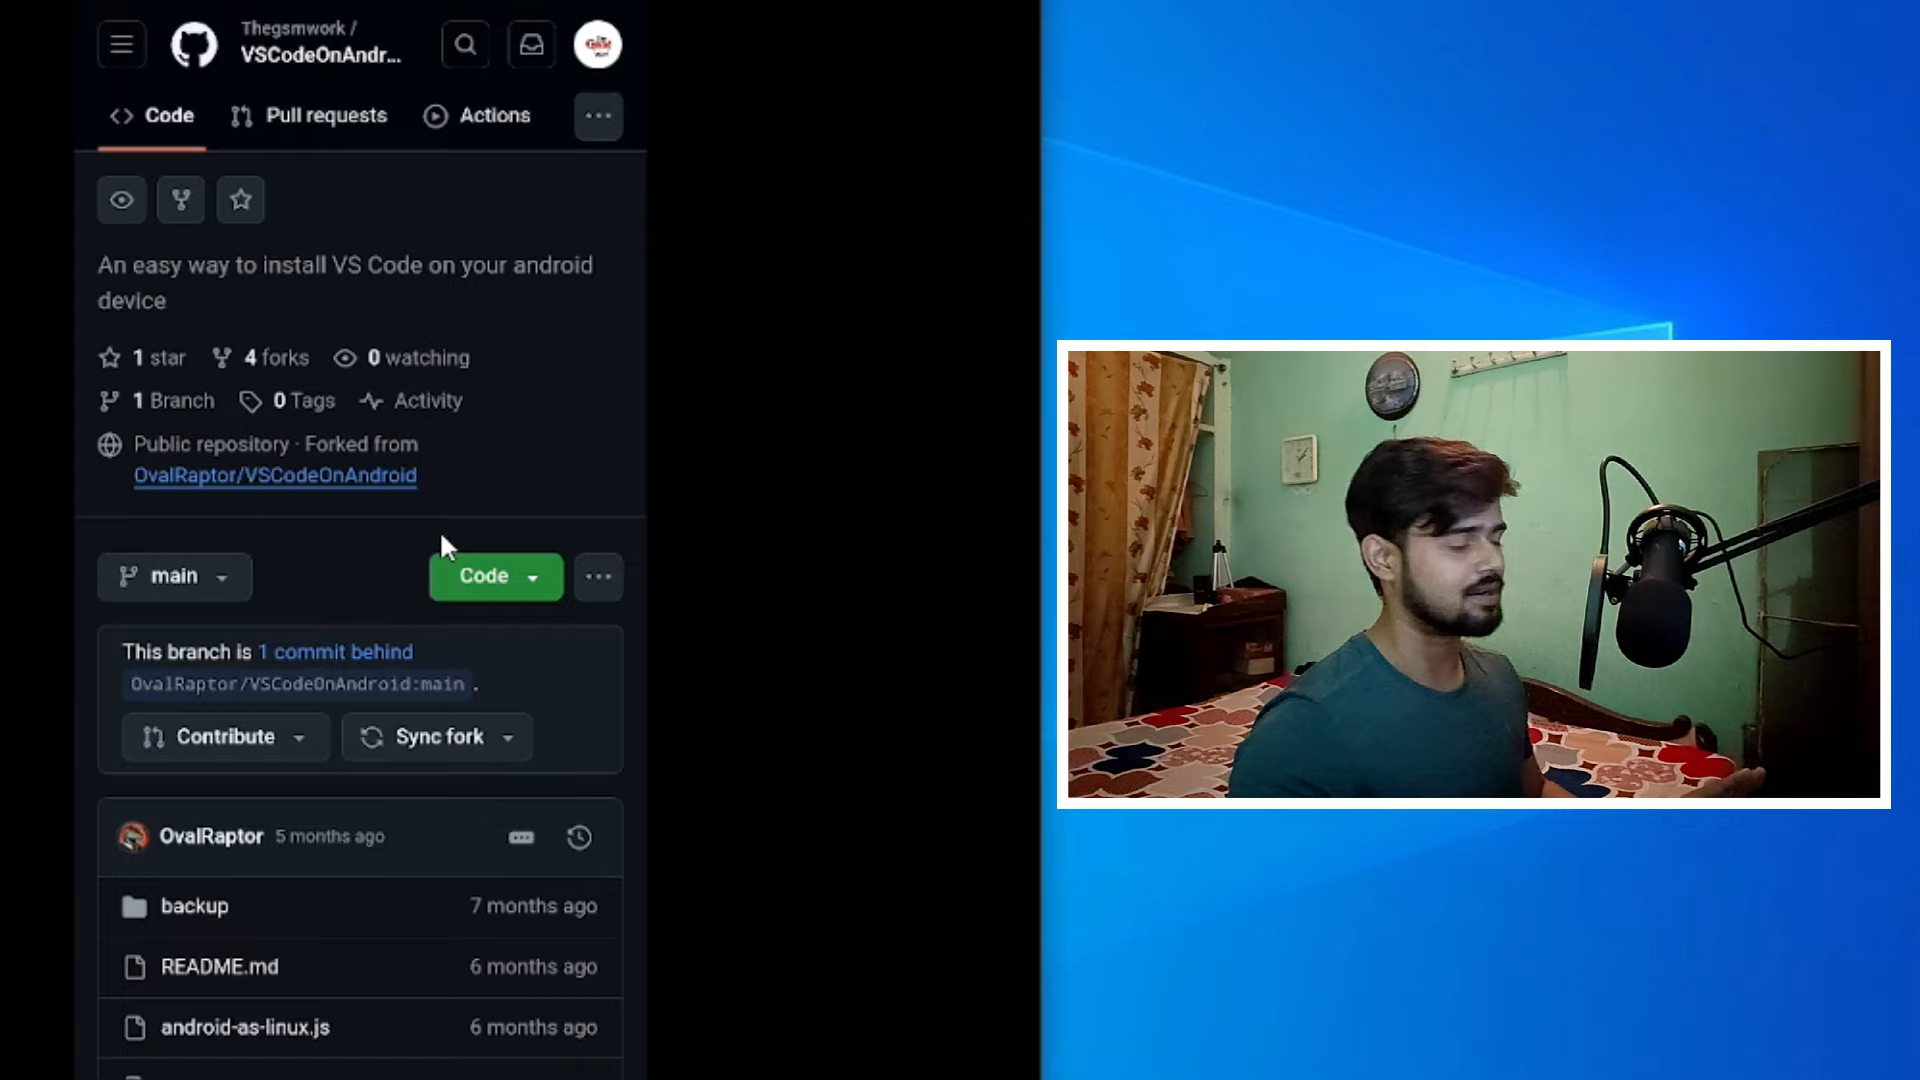 Thegsmwork /
VSCodeOnAndr...
Code
Pull requests
Actions
An easy way to install VS Code on your android
device
1 star
4 forks
0 watching
1 Branch
0 Tags
Activity
Public repository · Forked from
OvalRaptor/VSCodeOnAndroid
main
Code
This branch is 1 commit behind
OvalRaptor/VSCodeOnAndroid:main .
Contribute
Sync fork
OvalRaptor 5 months ago
backup 7 months ago
README.md 6 months ago
android-as-linux.js 6 months ago